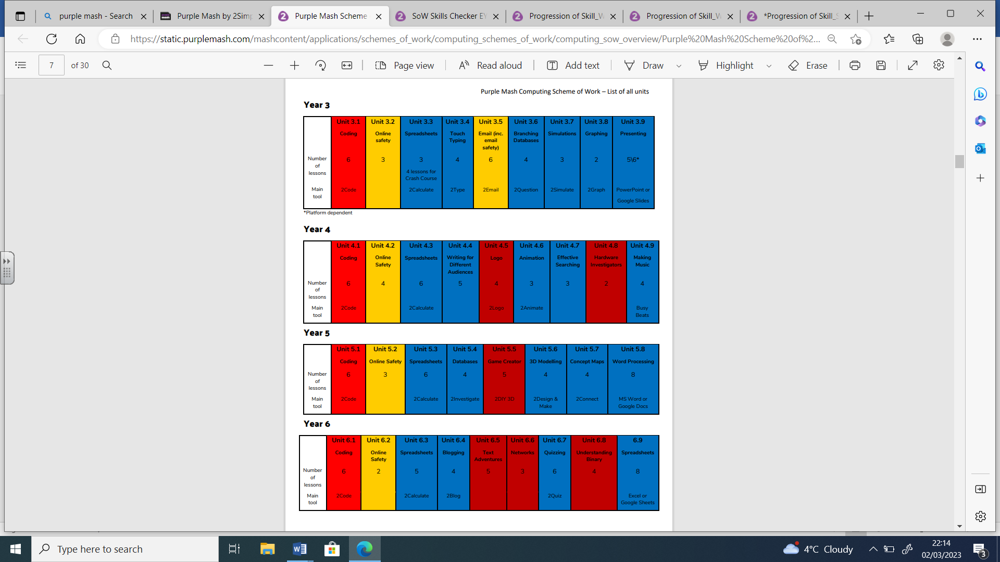 purple mash - Search
Purple Mash by 2Sim
Purple Mash Scheme
SoW Skills Checker EY
Progression of Skill_W
Progression of Skill_W
*Progression of Skill_S
https://static.purplemash.com/mashcontent/applications/schemes_of_work/computing_schemes_of_work/computing_sow_overview/Purple%20Mash%20Scheme%20of%2...
7 of 30
Page view
Read aloud
Add text
Draw
Highlight
Erase
Purple Mash Computing Scheme of Work – List of all units
Year 3
Unit 3.1 Unit 3.2 Unit 3.3 Unit 3.4 Unit 3.5 Unit 3.6 Unit 3.7 Unit 3.8 Unit 3.9
Coding Online Spreadsheets Touch Email (inc. Branching Simulations Graphing Presenting
safety Typing email Databases
safety)
Number 6 3 3 4 6 4 3 2 5\6*
of
lessons 4 lessons for
Crash Course
Main 2Code 2Calculate 2Type 2Email 2Question 2Simulate 2Graph PowerPoint or
tool Google Slides
*Platform dependent
Year 4
Unit 4.1 Unit 4.2 Unit 4.3 Unit 4.4 Unit 4.5 Unit 4.6 Unit 4.7 Unit 4.8 Unit 4.9
Coding Online Spreadsheets Writing for Logo Animation Effective Hardware Making
Safety Different Searching Investigators Music
Audiences
Number 6 4 6 5 4 3 3 2 4
of
lessons
Main 2Code 2Calculate 2Logo 2Animate Busy
tool Beats
Year 5
Unit 5.1 Unit 5.2 Unit 5.3 Unit 5.4 Unit 5.5 Unit 5.6 Unit 5.7 Unit 5.8
Coding Online Safety Spreadsheets Databases Game Creator 3D Modelling Concept Maps Word Processing
Number 6 3 6 4 5 4 4 8
of
lessons
Main 2Code 2Calculate 2Investigate 2DIY 3D 2Design & 2Connect MS Word or
tool Make Google Docs
Year 6
Unit 6.1 Unit 6.2 Unit 6.3 Unit 6.4 Unit 6.5 Unit 6.6 Unit 6.7 Unit 6.8 6.9
Coding Online Spreadsheets Blogging Text Networks Quizzing Understanding Spreadsheets
Safety Adventures Binary
Number 6 2 5 4 5 3 6 4 8
of
lessons
Main 2Code 2Calculate 2Blog 2Quiz Excel or
tool Google Sheets
Type here to search
4°C Cloudy
22:14
02/03/2023
3